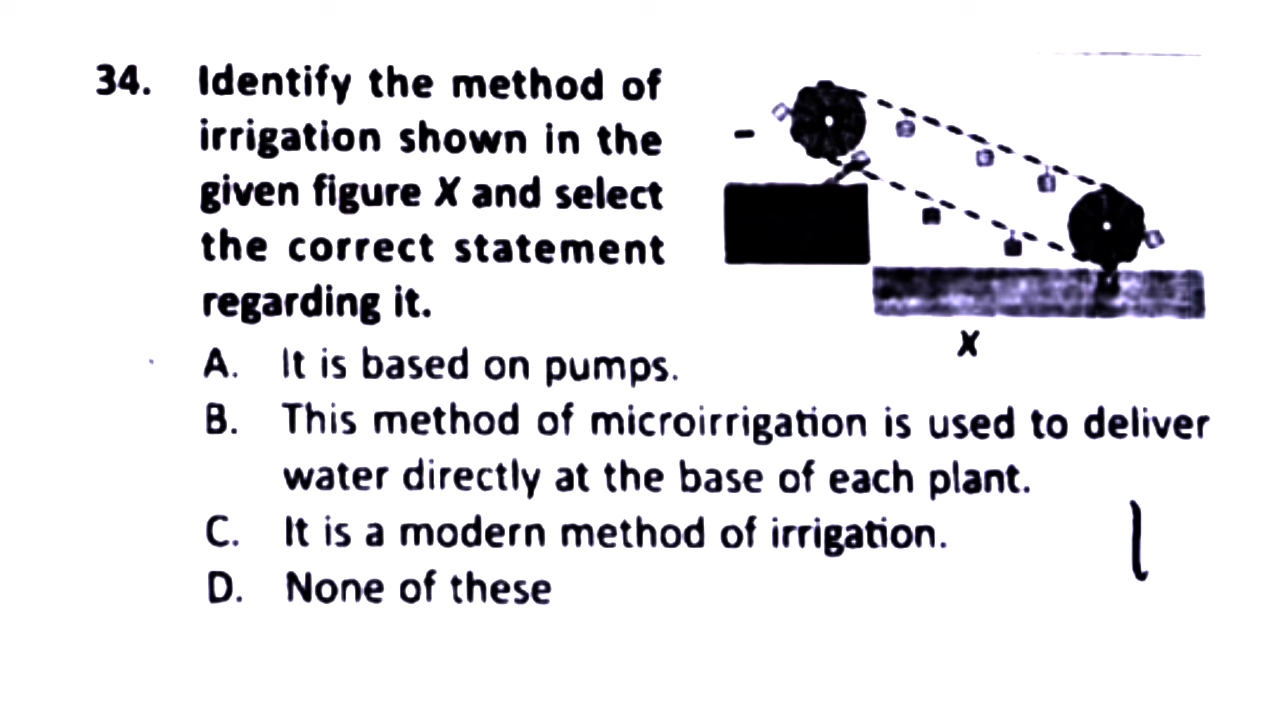 34. Identify the method of
irrigation shown in the
given figure X and select
the correct statement
regarding it.
X
A. It is based on pumps.
B. This method of microirrigation is used to deliver
water directly at the base of each plant.
C. It is a modern method of irrigation.
D. None of these